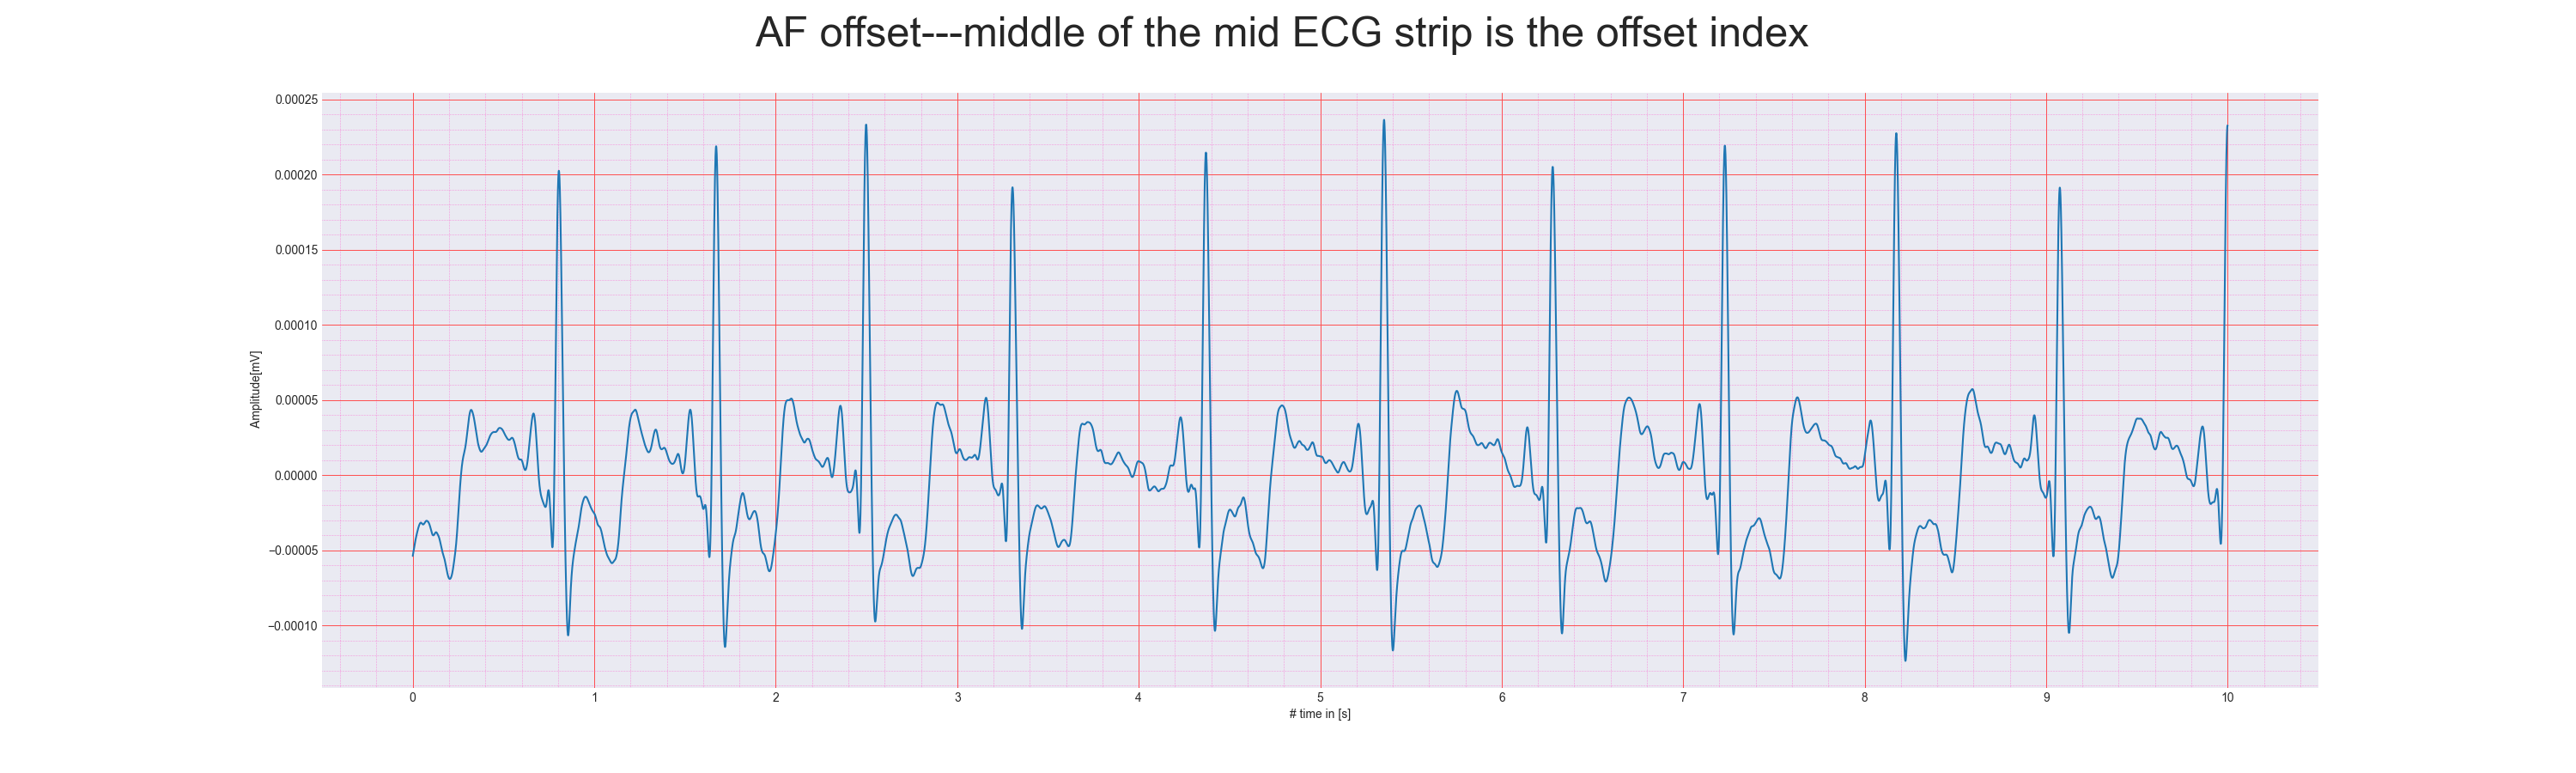 AF offset---middle of the mid ECG strip is the offset index
0.00025
0.00020
0.00015
0.00010
0.00005
0.00000
−0.00005
−0.00010
Amplitude[mV]
0 1 2 3 4 5 6 7 8 9 10
# time in [s]